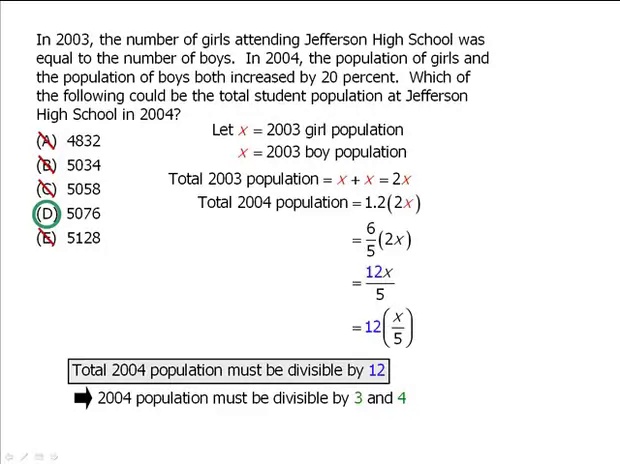 In 2003, the number of girls attending Jefferson High School was
equal to the number of boys.  In 2004, the population of girls and
the population of boys both increased by 20 percent.  Which of
the following could be the total student population at Jefferson
High School in 2004?
(A) 4832
(B) 5034
(C) 5058
(D) 5076
(E) 5128
Let x = 2003 girl population
x = 2003 boy population
Total 2003 population = x + x = 2x
Total 2004 population = 1.2(2x)
= 6/5 (2x)
= 12x/5
= 12(x/5)
Total 2004 population must be divisible by 12
2004 population must be divisible by 3 and 4